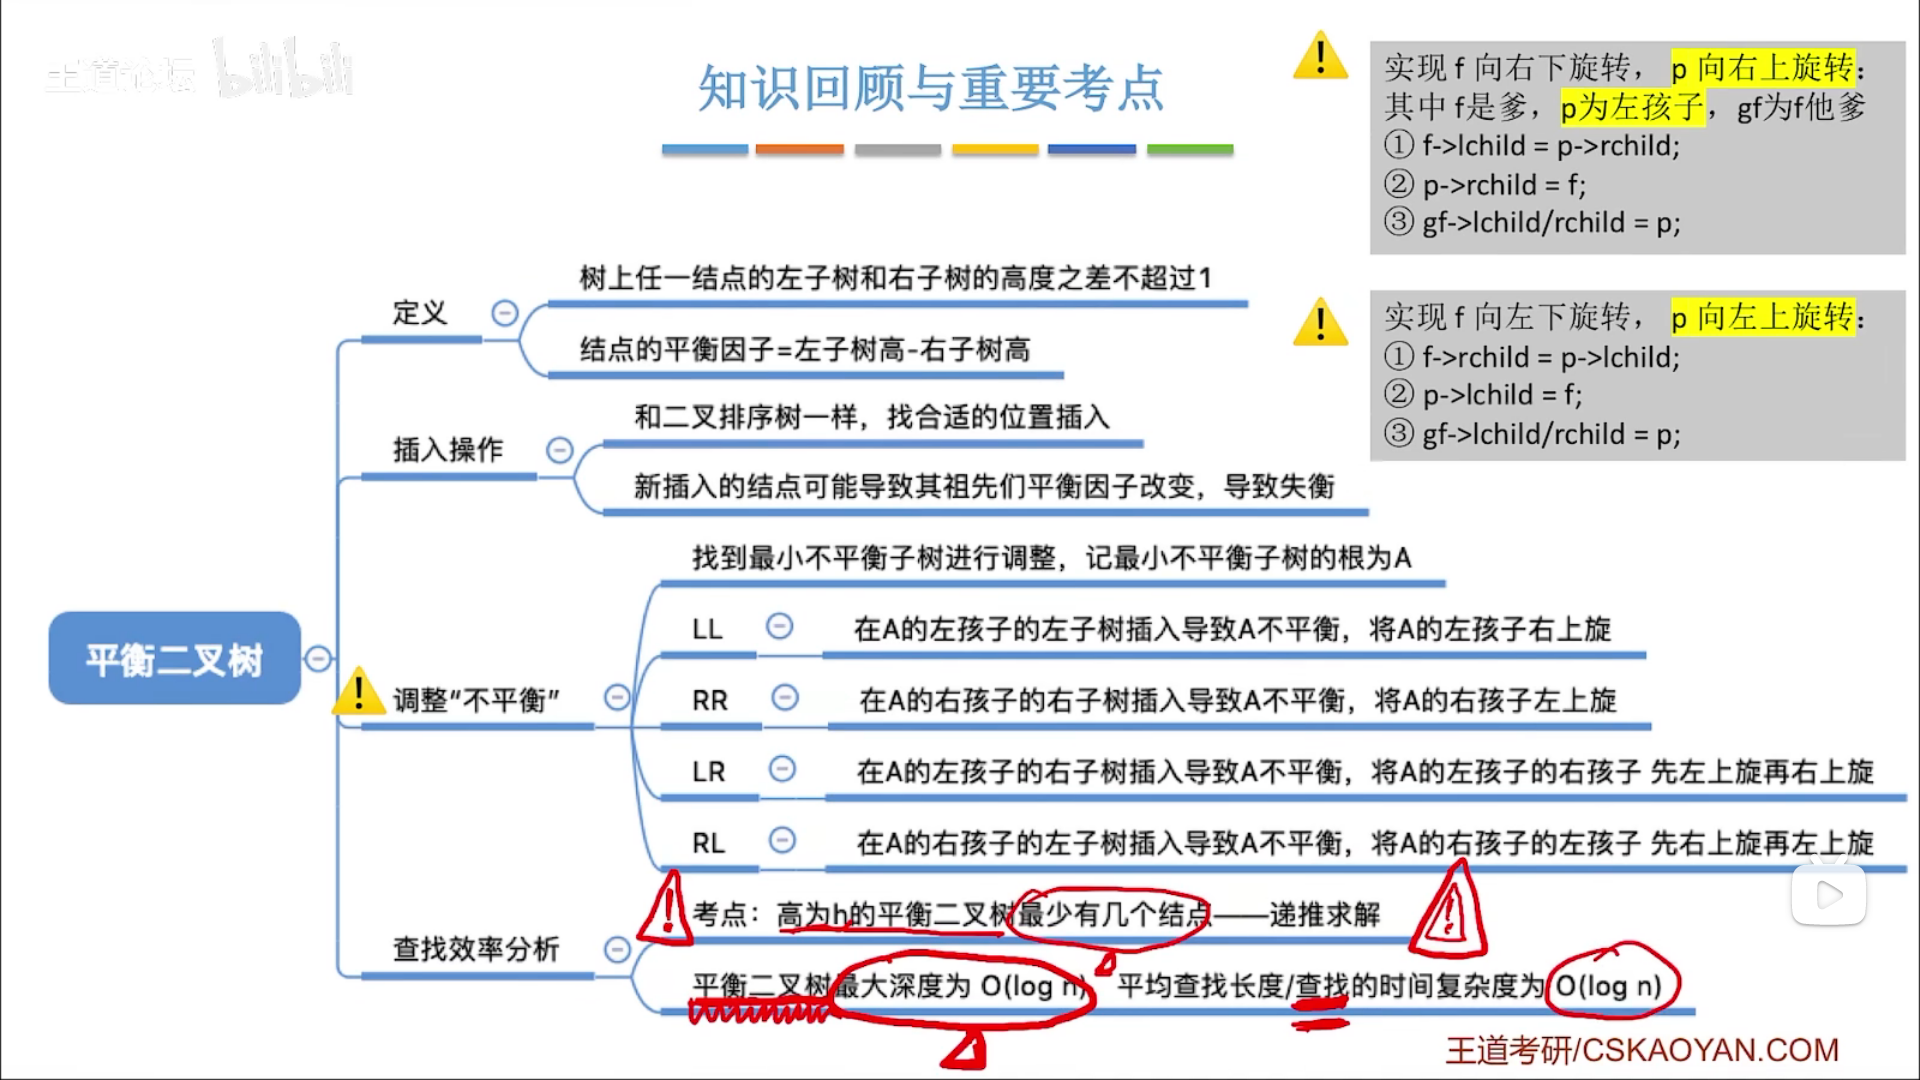 王道论坛 bilibili
知识回顾与重要考点
实现 f 向右下旋转， p 向右上旋转：
其中 f是爹，p为左孩子，gf为f他爹
① f->lchild = p->rchild;
② p->rchild = f;
③ gf->lchild/rchild = p;
实现 f 向左下旋转， p 向左上旋转：
① f->rchild = p->lchild;
② p->lchild = f;
③ gf->lchild/rchild = p;
平衡二叉树
定义
树上任一结点的左子树和右子树的高度之差不超过1
结点的平衡因子=左子树高-右子树高
插入操作
和二叉排序树一样，找合适的位置插入
新插入的结点可能导致其祖先们平衡因子改变，导致失衡
调整“不平衡”
找到最小不平衡子树进行调整，记最小不平衡子树的根为A
LL 在A的左孩子的左子树插入导致A不平衡，将A的左孩子右上旋
RR 在A的右孩子的右子树插入导致A不平衡，将A的右孩子左上旋
LR 在A的左孩子的右子树插入导致A不平衡，将A的左孩子的右孩子 先左上旋再右上旋
RL 在A的右孩子的左子树插入导致A不平衡，将A的右孩子的左孩子 先右上旋再左上旋
查找效率分析
考点：高为h的平衡二叉树最少有几个结点——递推求解
平衡二叉树最大深度为 O(log n)，平均查找长度/查找的时间复杂度为 O(log n)
王道考研/CSKAOYAN.COM